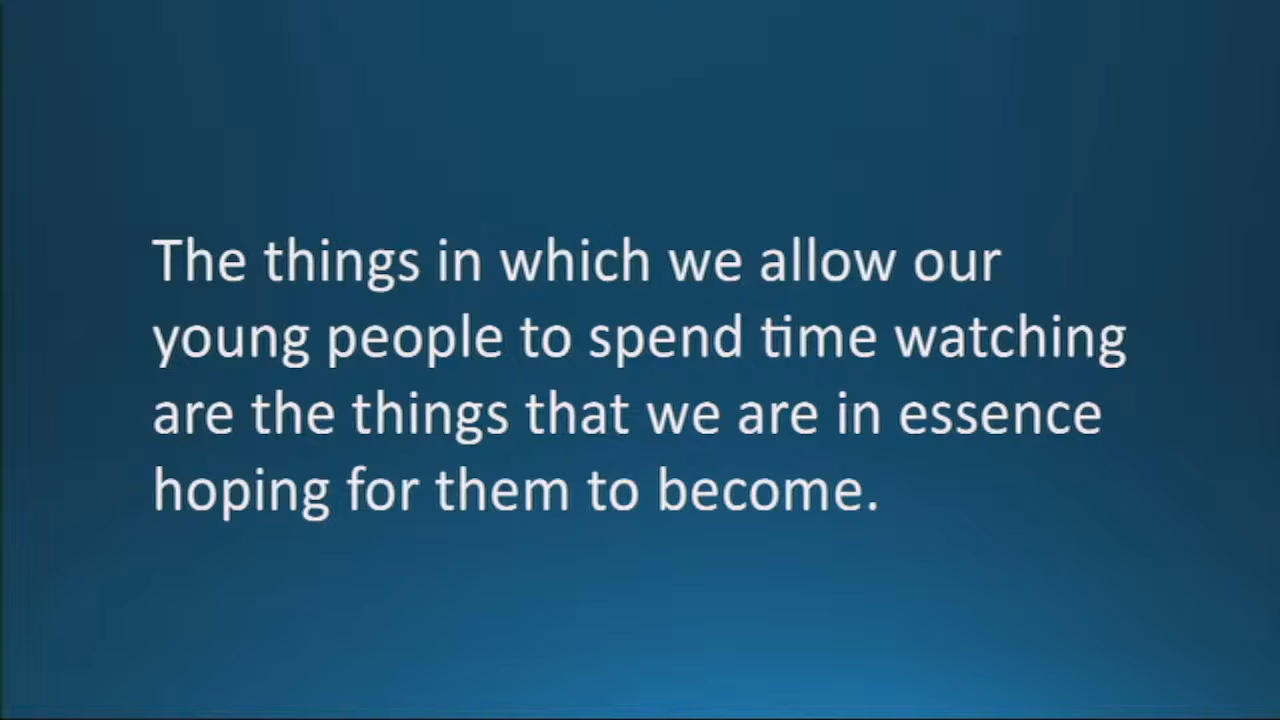 The things in which we allow our
young people to spend time watching
are the things that we are in essence
hoping for them to become.